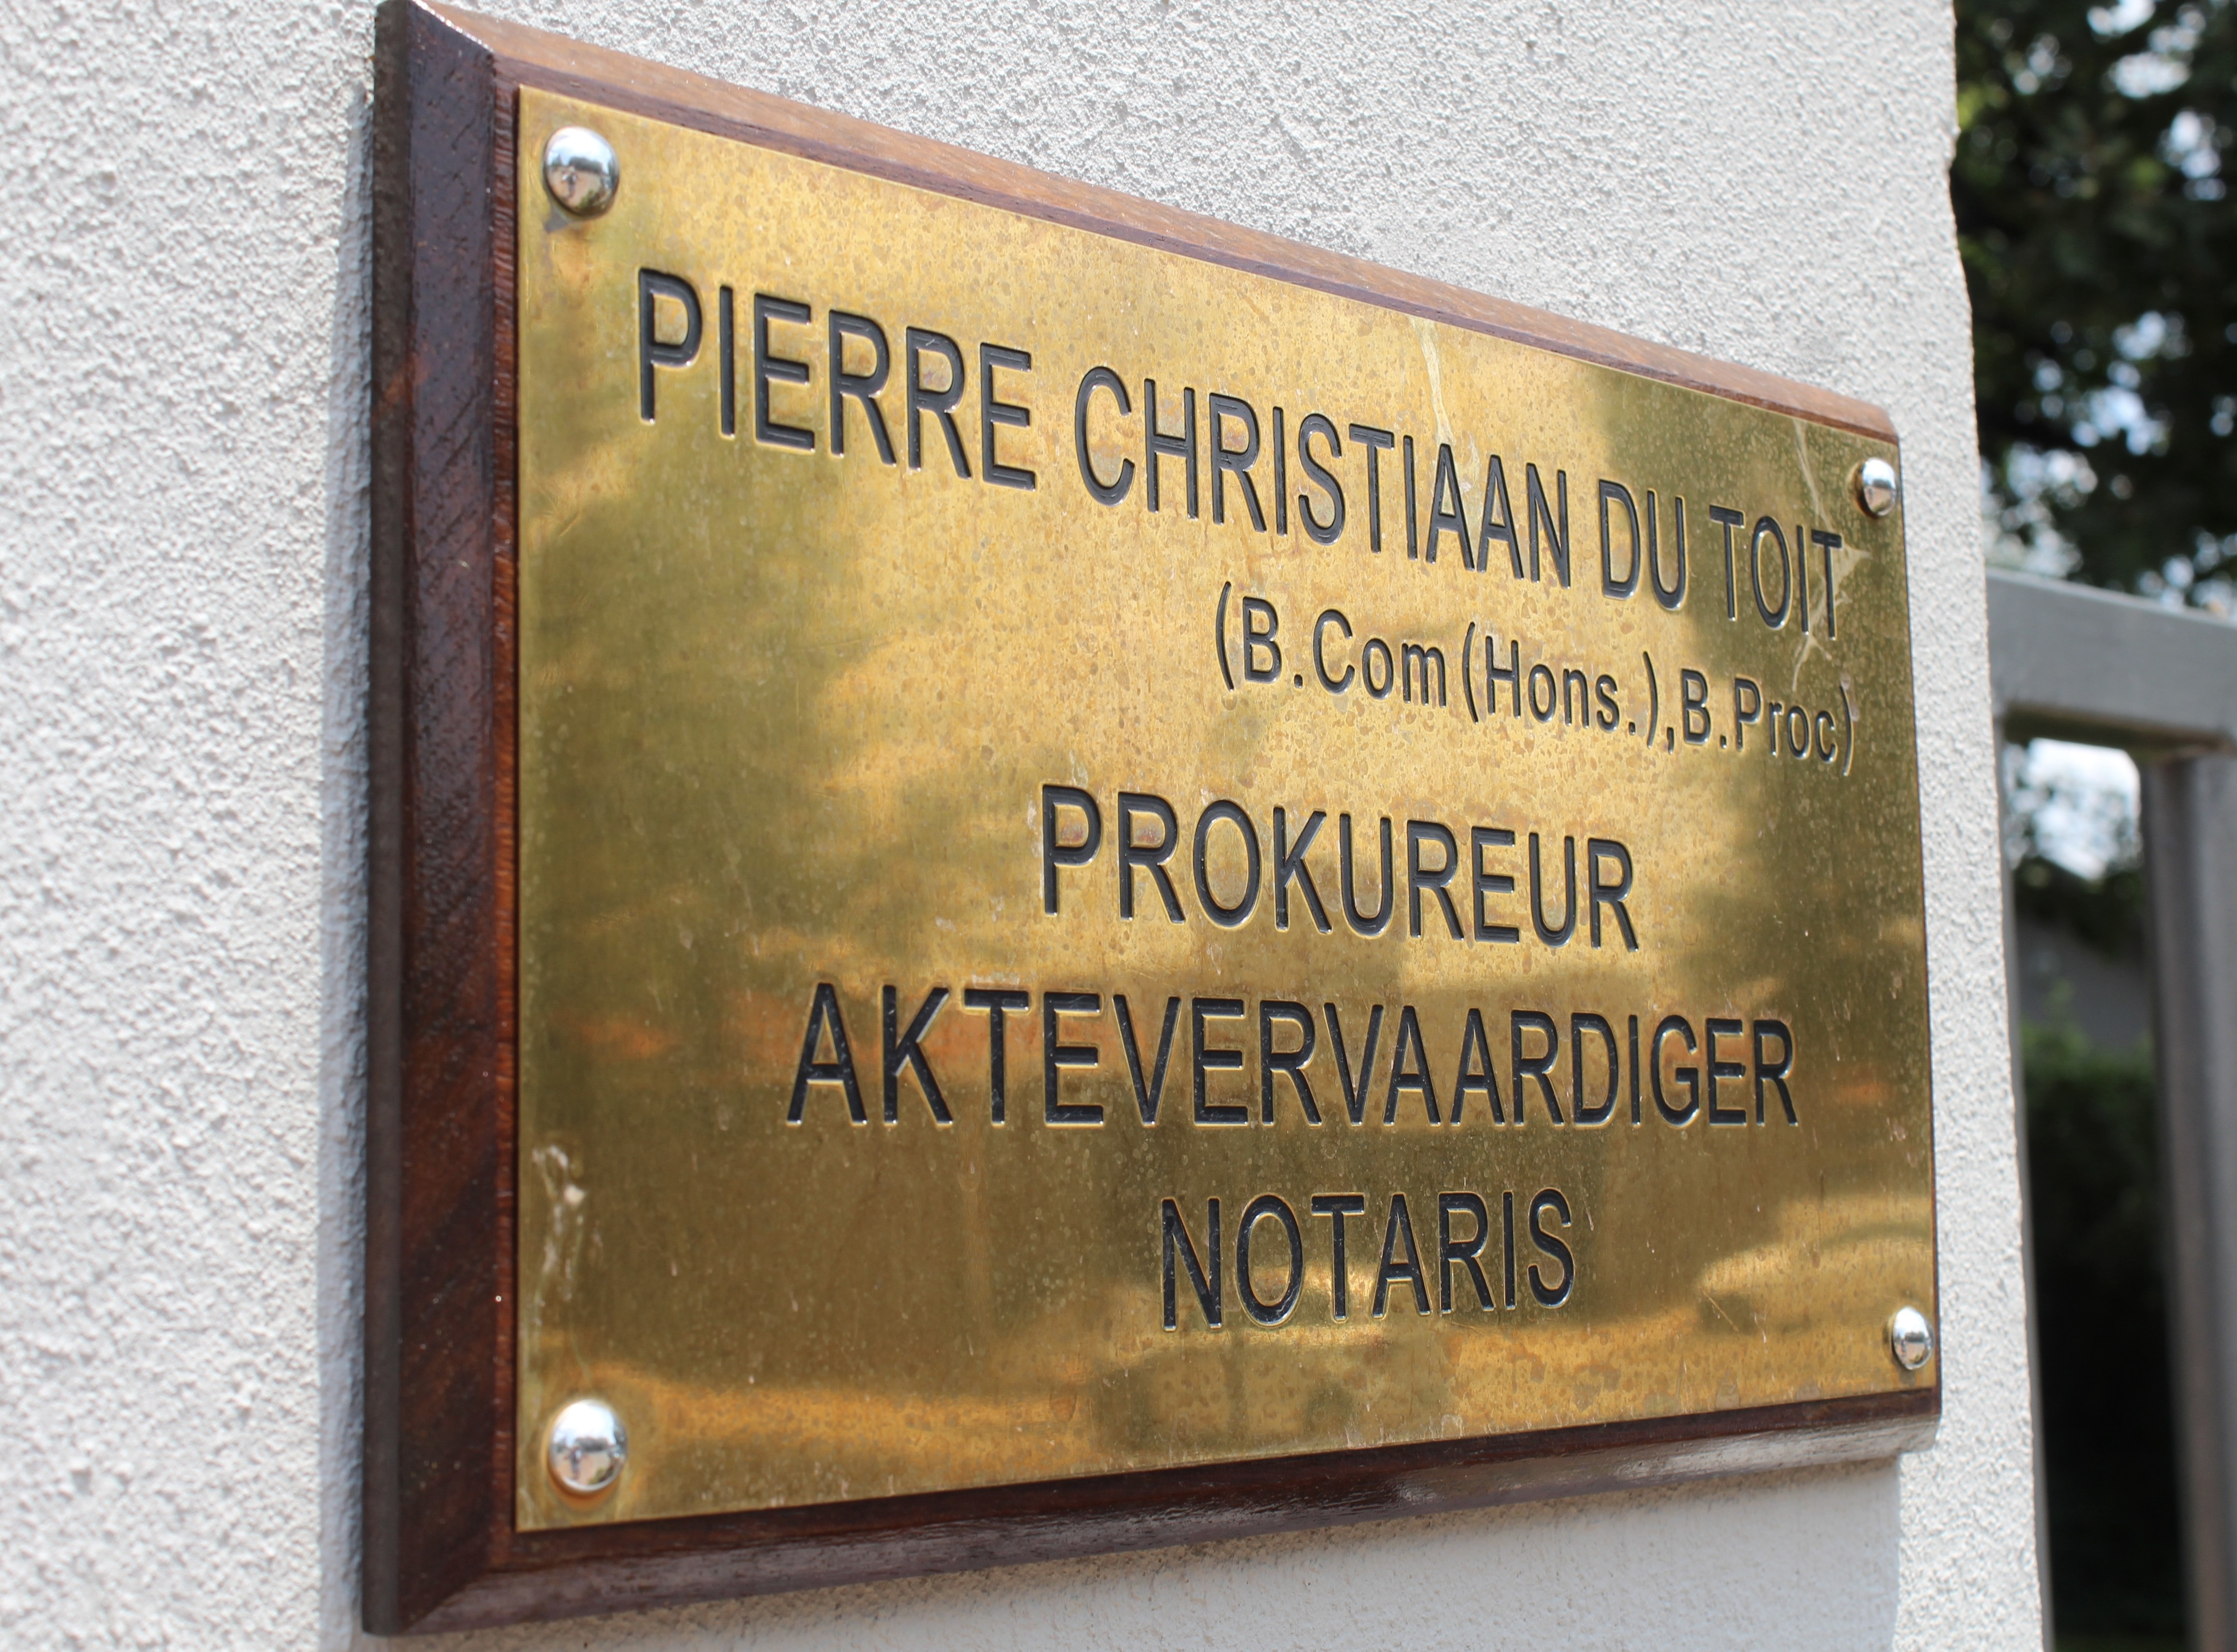 PIERRE CHRISTIAAN DU TOIT
(B.Com (Hons.), B.Proc)
PROKUREUR
AKTEVERVAARDIGER
NOTARIS